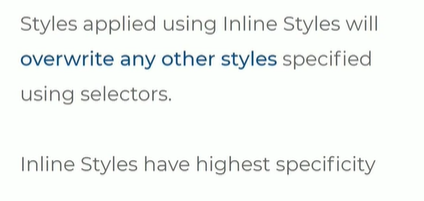 Styles applied using Inline Styles will
overwrite any other styles specified
using selectors.
Inline Styles have highest specificity